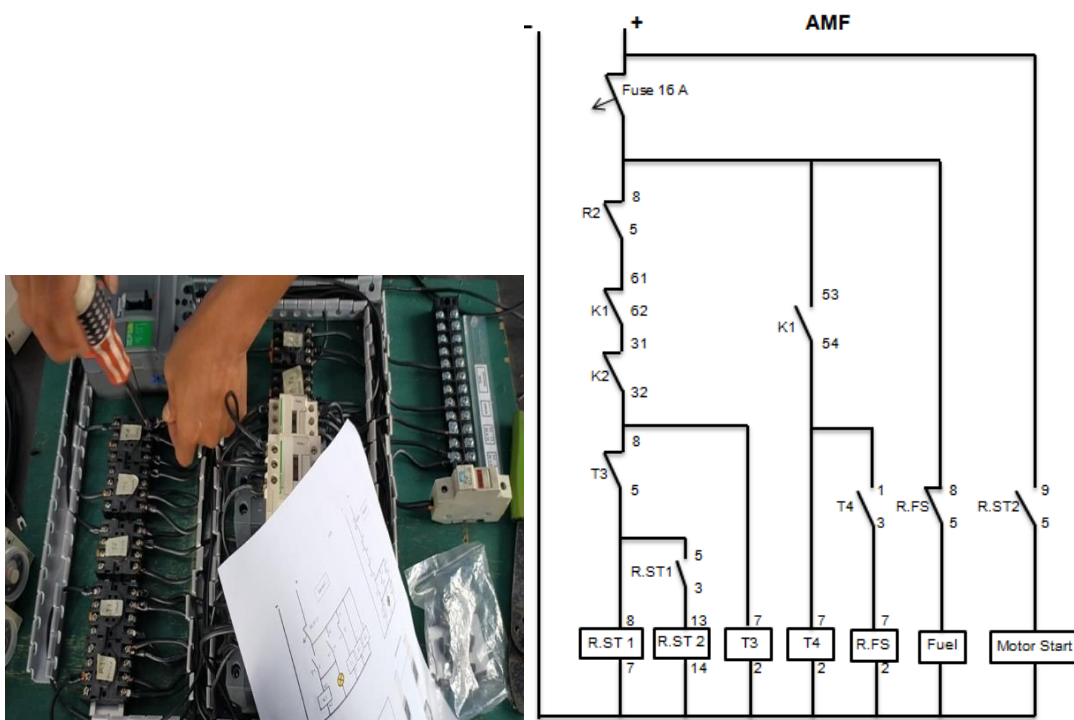 - + AMF
Fuse 16 A
8
R2
5
61
K1 62
31
K2
32
53
K1
54
8
T3
5
1
T4
3
8
R.FS
5
9
R.ST2
5
5
R.ST1
3
8 13 7 7 7
R.ST 1 R.ST 2 T3 T4 R.FS Fuel Motor Start
7 14 2 2 2